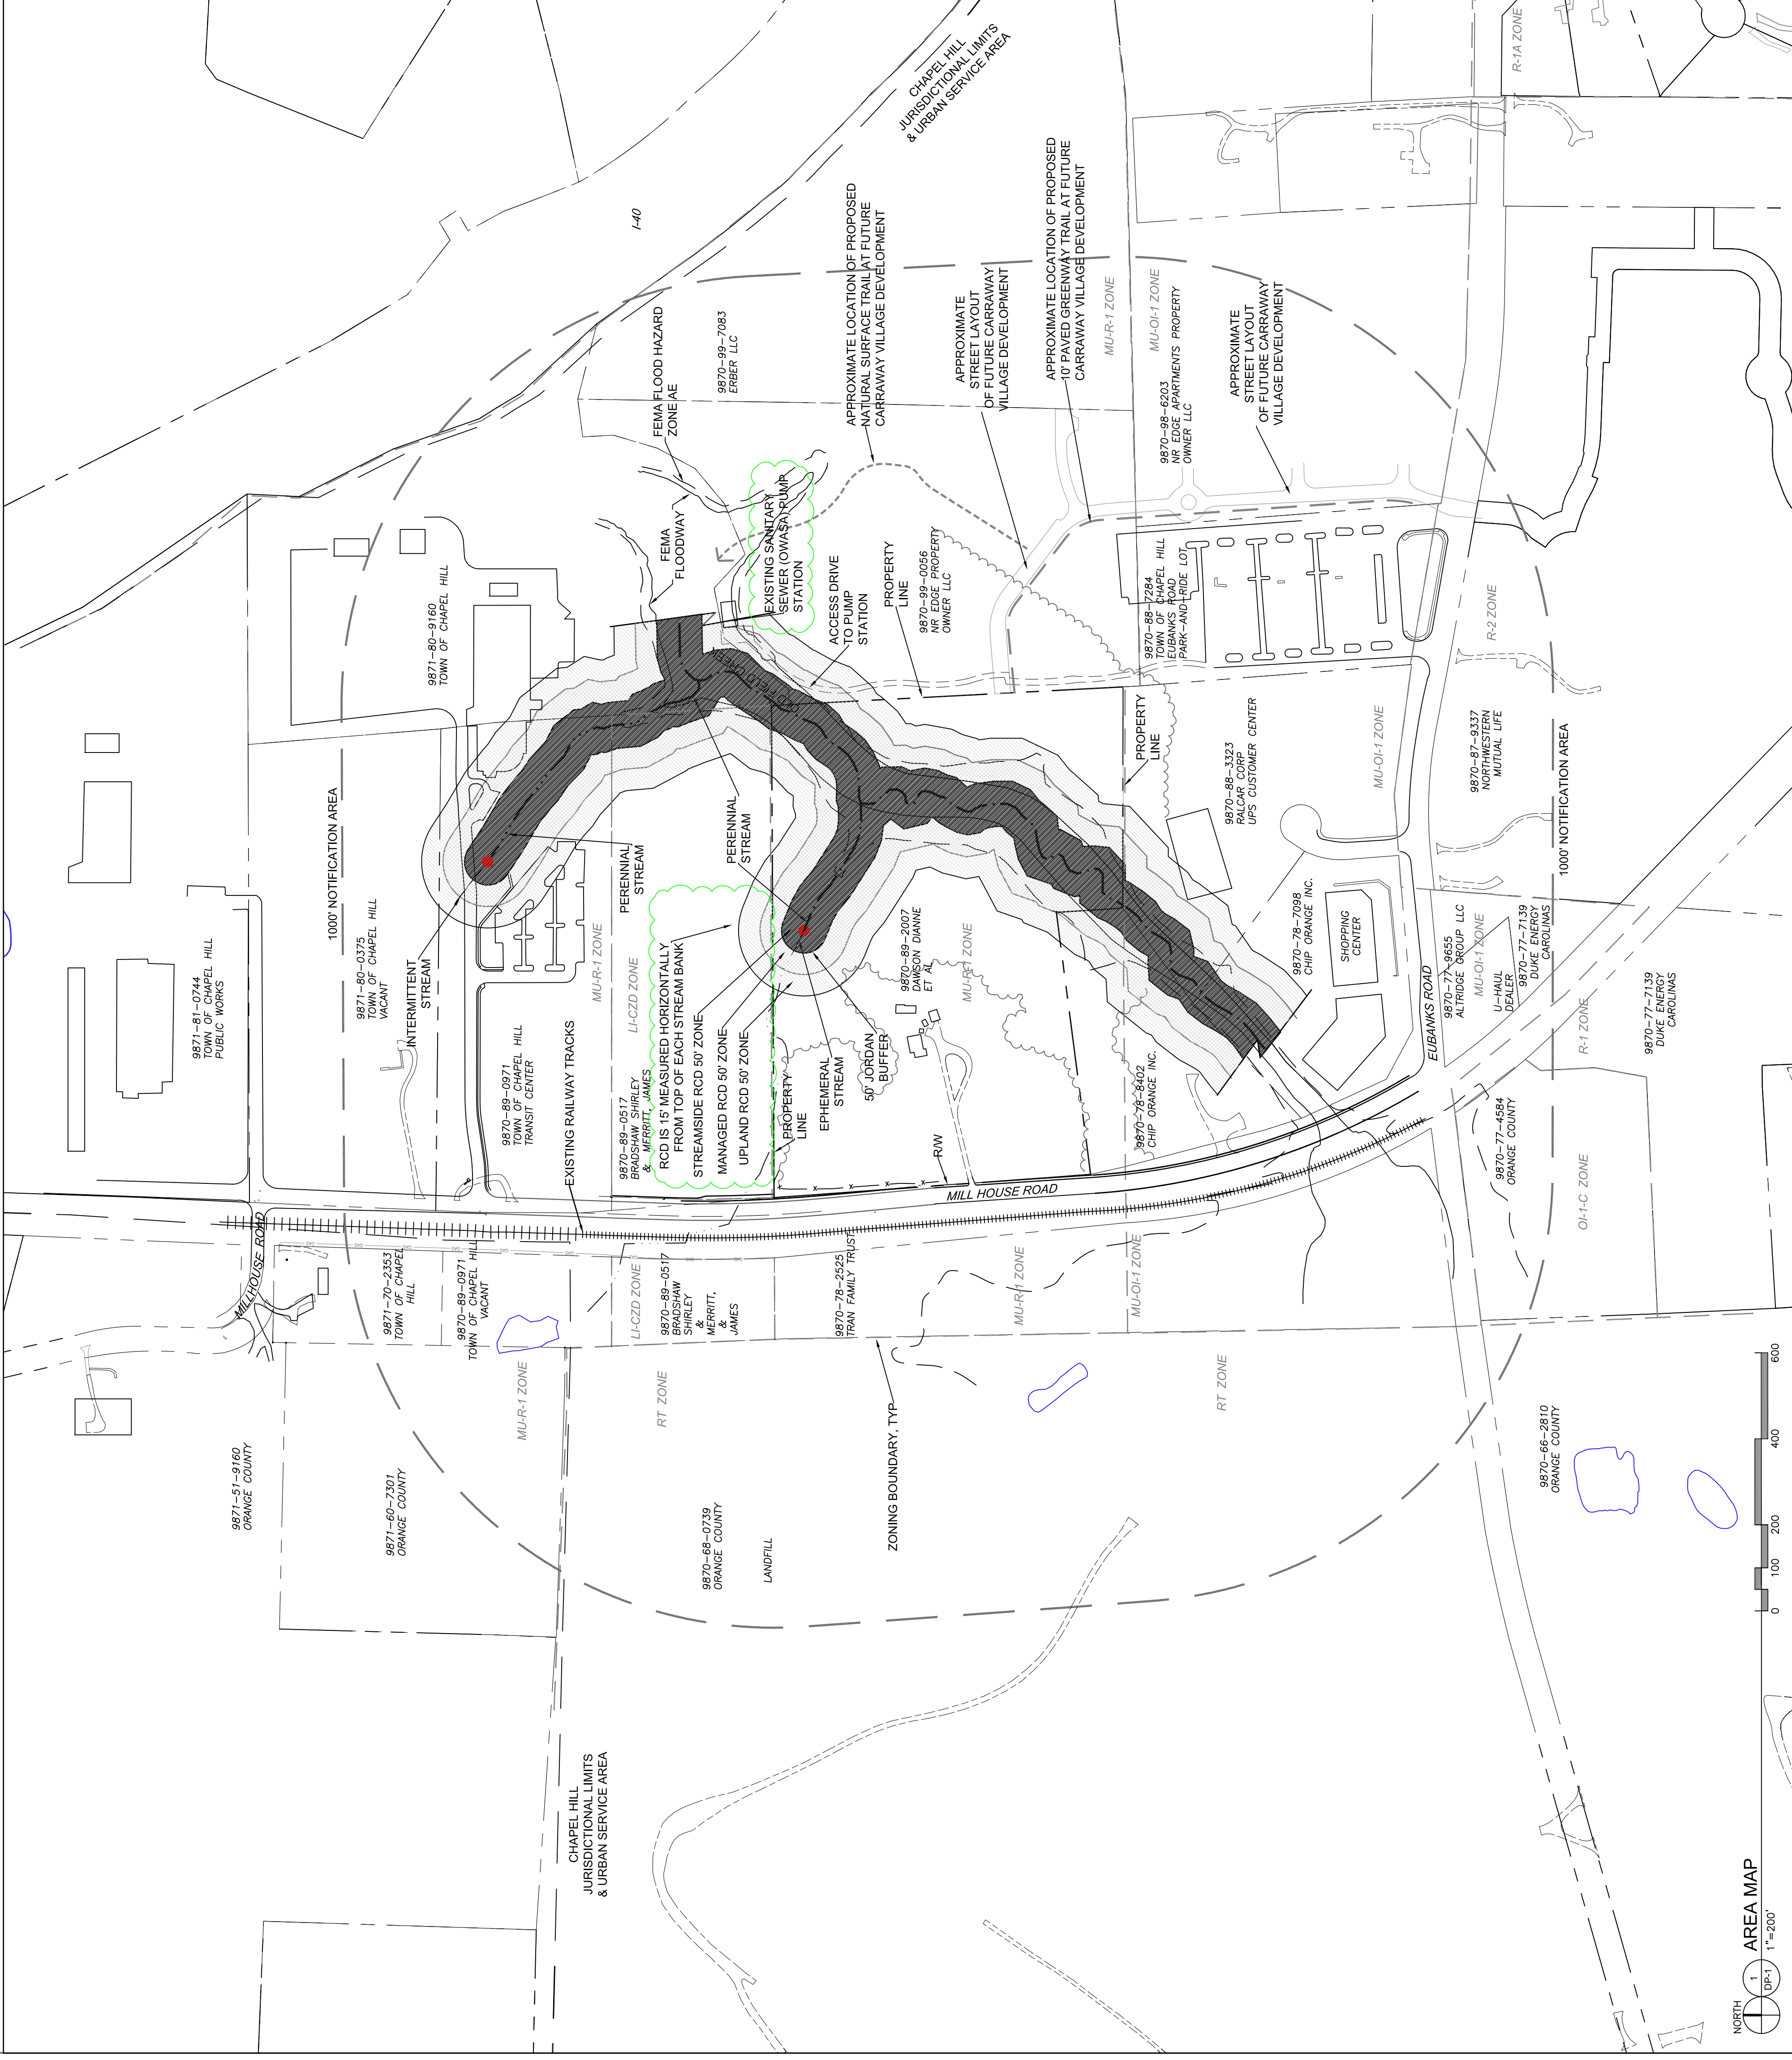 CHAPEL HILL
JURISDICTIONAL LIMITS
& URBAN SERVICE AREA
I-40
R-1A ZONE
9871-81-0744
TOWN OF CHAPEL HILL
PUBLIC WORKS
1000' NOTIFICATION AREA
9871-80-0375
TOWN OF CHAPEL HILL
VACANT
9871-80-9160
TOWN OF CHAPEL HILL
INTERMITTENT
STREAM
9870-89-0971
TOWN OF CHAPEL HILL
TRANSIT CENTER
EXISTING RAILWAY TRACKS
MU-R-1 ZONE
LI-CZD ZONE
PERENNIAL
STREAM
9870-89-0517
BRADSHAW SHIRLEY
& MERRITT, JAMES
RCD IS 15' MEASURED HORIZONTALLY
FROM TOP OF EACH STREAM BANK
STREAMSIDE RCD 50' ZONE
MANAGED RCD 50' ZONE
UPLAND RCD 50' ZONE
PERENNIAL
STREAM
PROPERTY
LINE
EPHEMERAL
STREAM
50' JORDAN
BUFFER
FEMA
FLOODWAY
FEMA FLOOD HAZARD
ZONE AE
9870-99-7083
ERBER LLC
EXISTING SANITARY
SEWER (OWASA) PUMP
STATION
ACCESS DRIVE
TO PUMP
STATION
PROPERTY
LINE
9870-99-0056
NR EDGE PROPERTY
OWNER LLC
APPROXIMATE LOCATION OF PROPOSED
NATURAL SURFACE TRAIL AT FUTURE
CARRAWAY VILLAGE DEVELOPMENT
APPROXIMATE
STREET LAYOUT
OF FUTURE CARRAWAY
VILLAGE DEVELOPMENT
APPROXIMATE LOCATION OF PROPOSED
10' PAVED GREENWAY TRAIL AT FUTURE
CARRAWAY VILLAGE DEVELOPMENT
MU-R-1 ZONE
MU-OI-1 ZONE
9870-98-6203
NR EDGE APARTMENTS PROPERTY
OWNER LLC
APPROXIMATE
STREET LAYOUT
OF FUTURE CARRAWAY
VILLAGE DEVELOPMENT
9870-88-7284
TOWN OF CHAPEL HILL
EUBANKS ROAD
PARK-AND-RIDE LOT
R-2 ZONE
9870-89-2007
DAWSON DIANNE
ET AL
MU-R-1 ZONE
R/W
MILL HOUSE ROAD
PROPERTY
LINE
9870-88-3323
RALCAR CORP
UPS CUSTOMER CENTER
MU-OI-1 ZONE
9870-87-9337
NORTHWESTERN
MUTUAL LIFE
1000' NOTIFICATION AREA
9870-78-8402
CHIP ORANGE INC.
9870-78-7098
CHIP ORANGE INC.
SHOPPING
CENTER
EUBANKS ROAD
9870-77-9655
ALTRIDGE GROUP LLC
MU-OI-1 ZONE
U-HAUL
DEALER
9870-77-7139
DUKE ENERGY
CAROLINAS
R-1 ZONE
9870-77-7139
DUKE ENERGY
CAROLINAS
9870-77-4584
ORANGE COUNTY
OI-1-C ZONE
MILLHOUSE ROAD
9871-70-2353
TOWN OF CHAPEL
HILL
9870-89-0971
TOWN OF CHAPEL HILL
VACANT
LI-CZD ZONE
9870-89-0517
BRADSHAW
SHIRLEY
&
MERRITT,
&
JAMES
9870-78-2525
TRAN FAMILY TRUST
MU-R-1 ZONE
MU-OI-1 ZONE
MU-R-1 ZONE
RT ZONE
ZONING BOUNDARY, TYP
RT ZONE
9871-51-9160
ORANGE COUNTY
9871-60-7301
ORANGE COUNTY
9870-68-0739
ORANGE COUNTY
LANDFILL
9870-66-2810
ORANGE COUNTY
CHAPEL HILL
JURISDICTIONAL LIMITS
& URBAN SERVICE AREA
NORTH
1
DP-1
AREA MAP
1"=200'
0 100 200 400 600